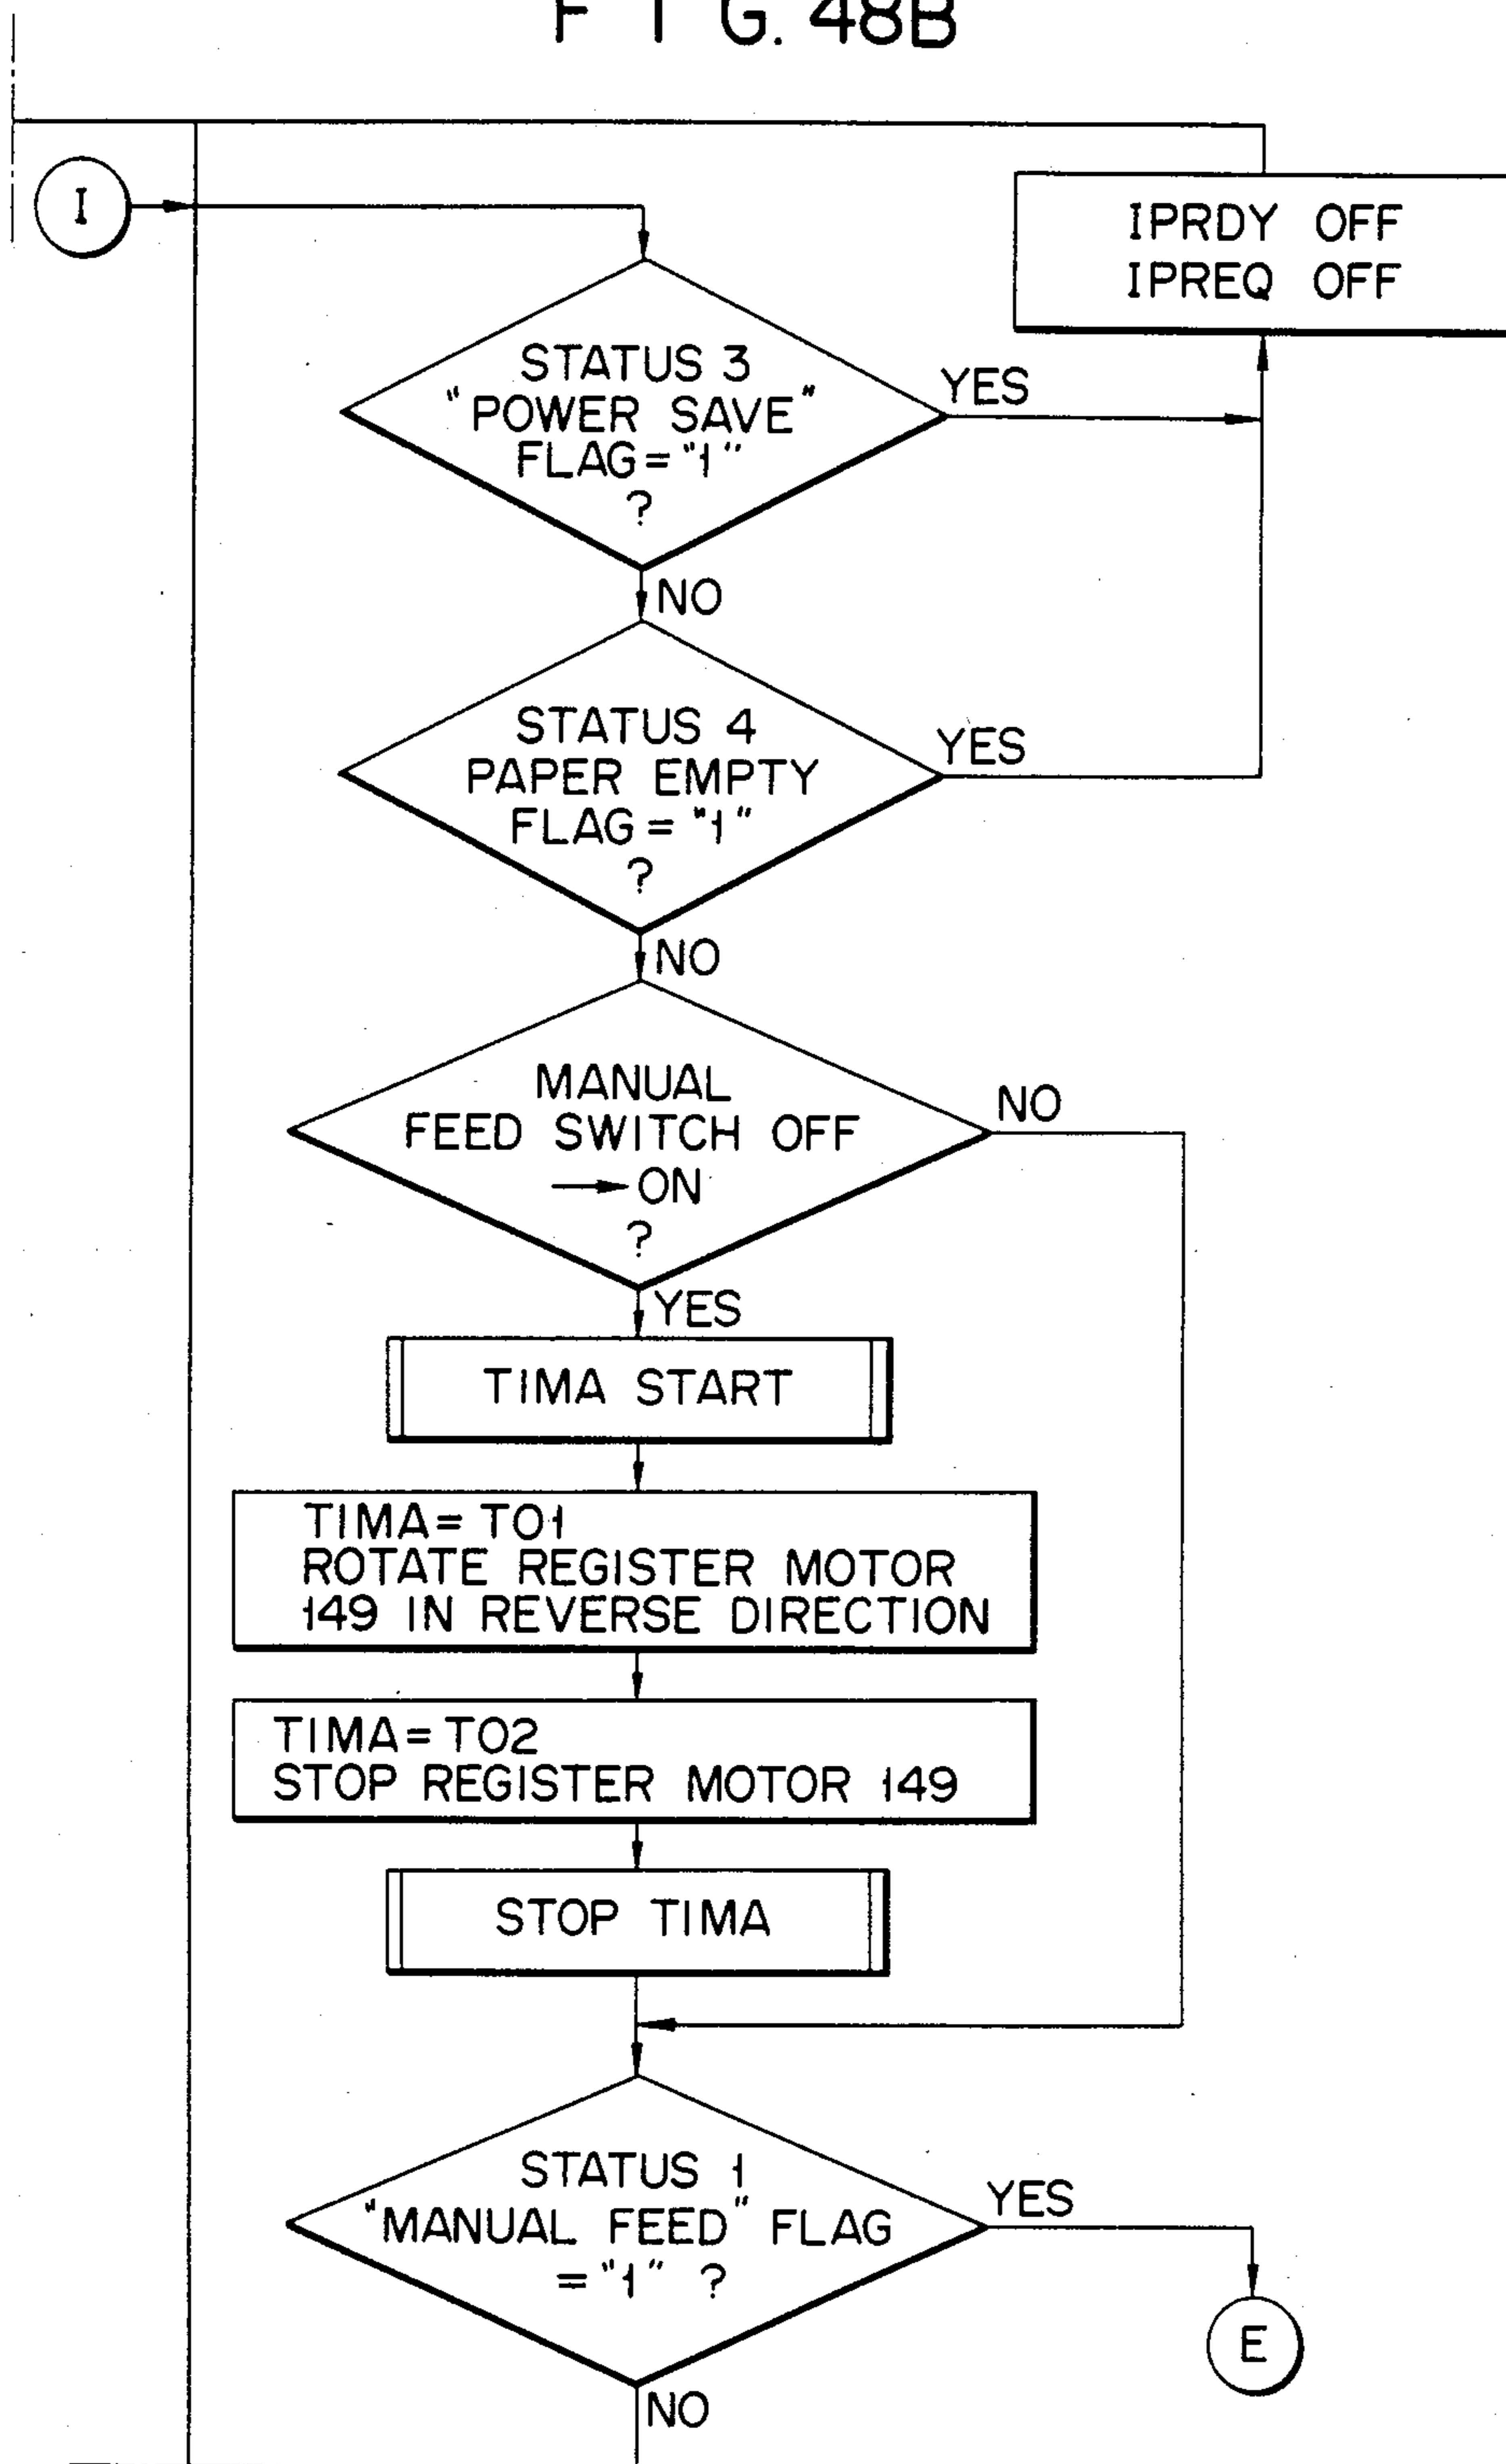 F I G. 48B
I
IPRDY OFF
IPREQ OFF
STATUS 3
"POWER SAVE"
FLAG="1"
?
YES
NO
STATUS 4
PAPER EMPTY
FLAG="1"
?
YES
NO
MANUAL
FEED SWITCH OFF
→ ON
?
NO
YES
TIMA START
TIMA=TO1
ROTATE REGISTER MOTOR
149 IN REVERSE DIRECTION
TIMA=TO2
STOP REGISTER MOTOR 149
STOP TIMA
STATUS 1
"MANUAL FEED" FLAG
="1" ?
YES
E
NO